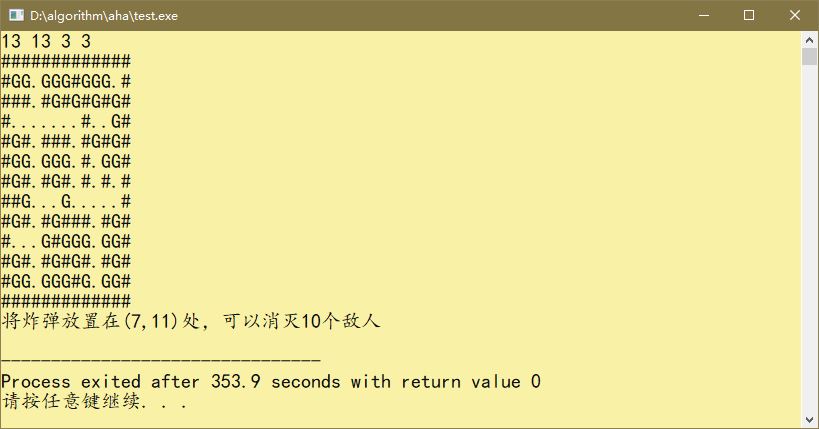 D:\algorithm\aha\test.exe
13 13 3 3
#############
#GG.GGG#GGG.#
###.#G#G#G#G#
#.......#..G#
#G#.###.#G#G#
#GG.GGG.#.GG#
#G#.#G#.#.#.#
##G...G.....#
#G#.#G###.#G#
#...G#GGG.GG#
#G#.#G#G#.#G#
#GG.GGG#G.GG#
#############
将炸弹放置在(7,11)处，可以消灭10个敌人
--------------------------------
Process exited after 353.9 seconds with return value 0
请按任意键继续. . .